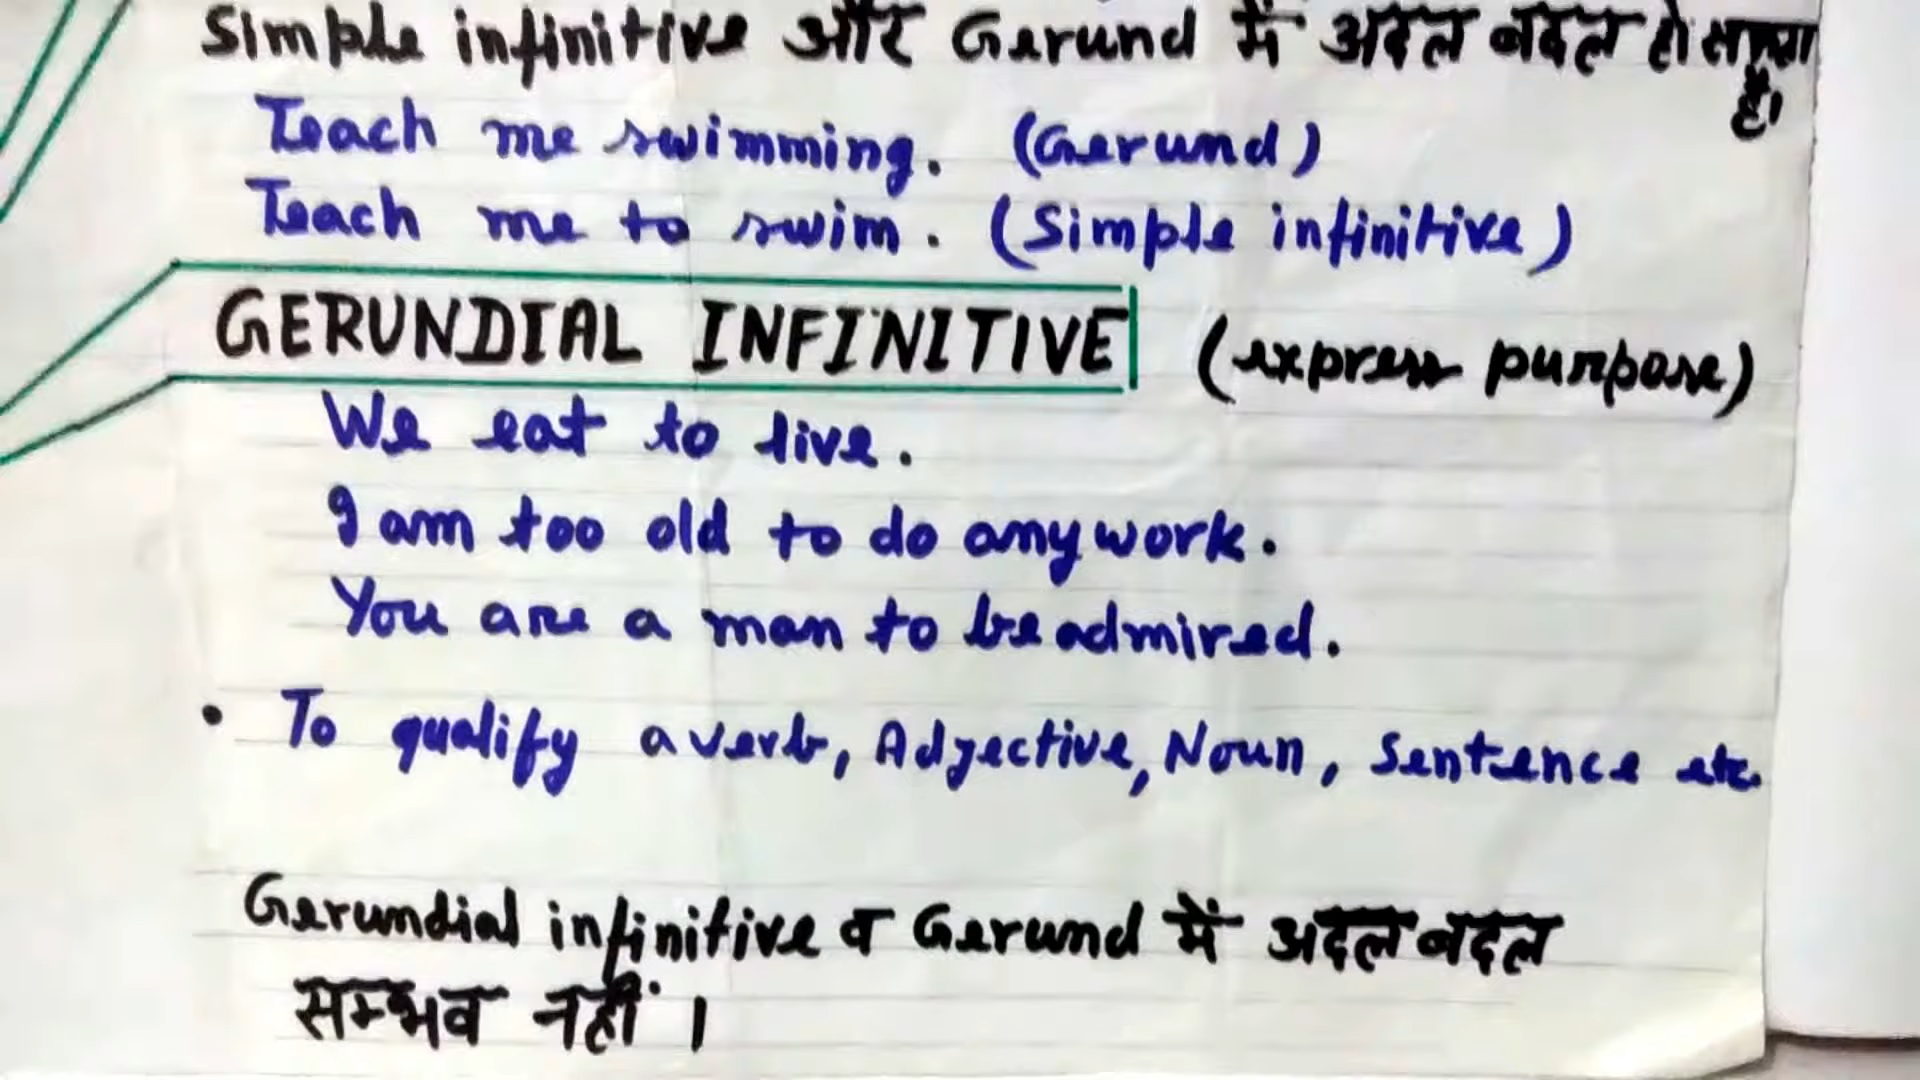 Simple infinitive और Gerund में अदल बदल हो सकता है।
Teach me swimming. (Gerund)
Teach me to swim. (Simple infinitive)
GERUNDIAL INFINITIVE (express purpose)
We eat to live.
I am too old to do any work.
You are a man to be admired.
• To qualify a verb, Adjective, Noun, Sentence etc.
Gerundial infinitive व Gerund में अदल बदल
सम्भव नहीं ।